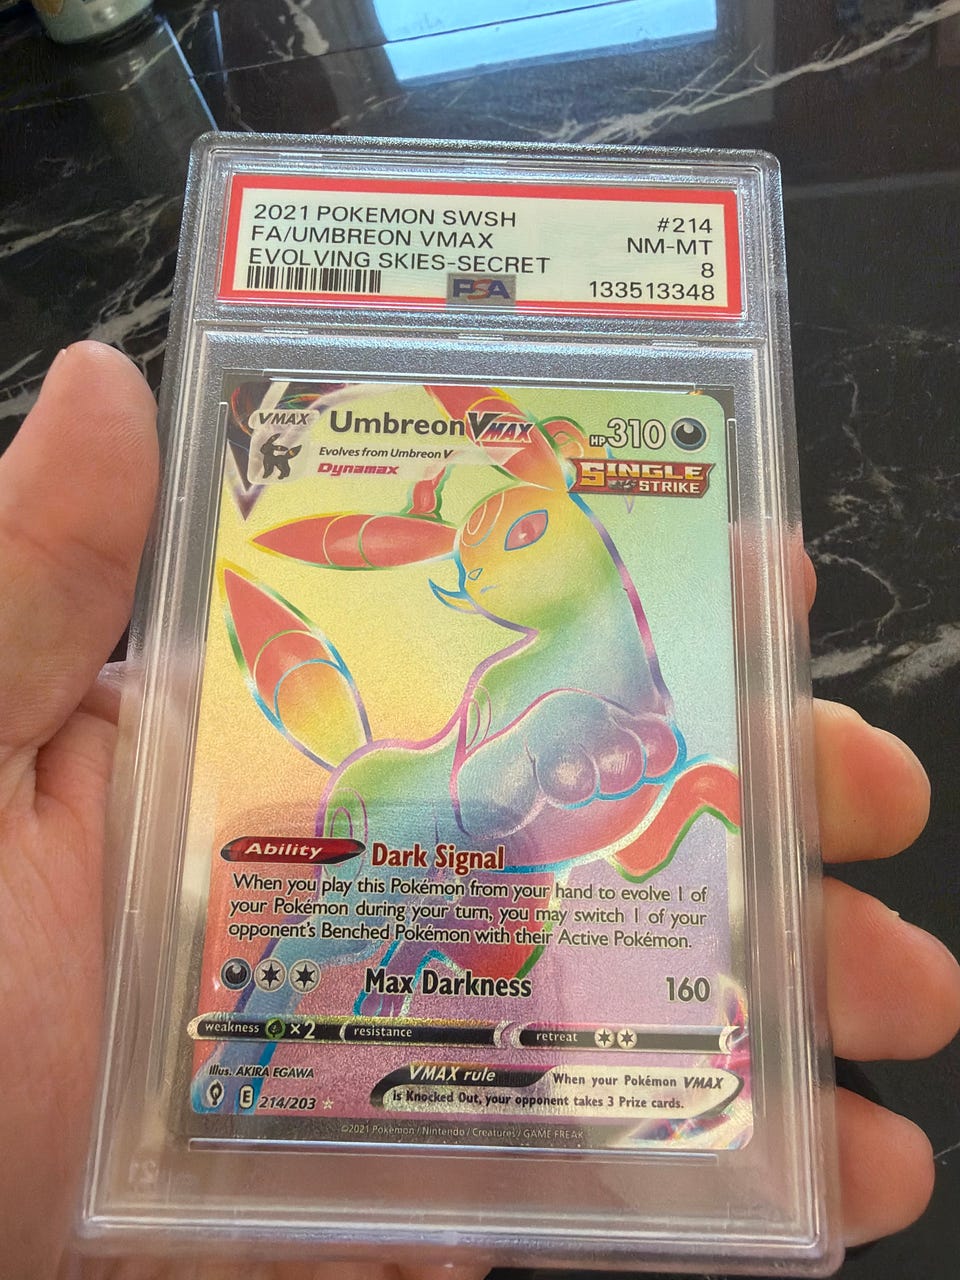 2021 POKEMON SWSH #214
FA/UMBREON VMAX NM-MT
EVOLVING SKIES-SECRET 8
PSA 133513348
VMAX Umbreon VMAX HP 310
Evolves from Umbreon V
Dynamax
SINGLE
STRIKE
Ability Dark Signal
When you play this Pokémon from your hand to evolve 1 of
your Pokémon during your turn, you may switch 1 of your
opponent's Benched Pokémon with their Active Pokémon.
Max Darkness 160
weakness ×2 resistance retreat
Illus. AKIRA EGAWA
E 214/203
VMAX rule When your Pokémon VMAX
is Knocked Out, your opponent takes 3 Prize cards.
©2021 Pokémon / Nintendo / Creatures / GAME FREAK